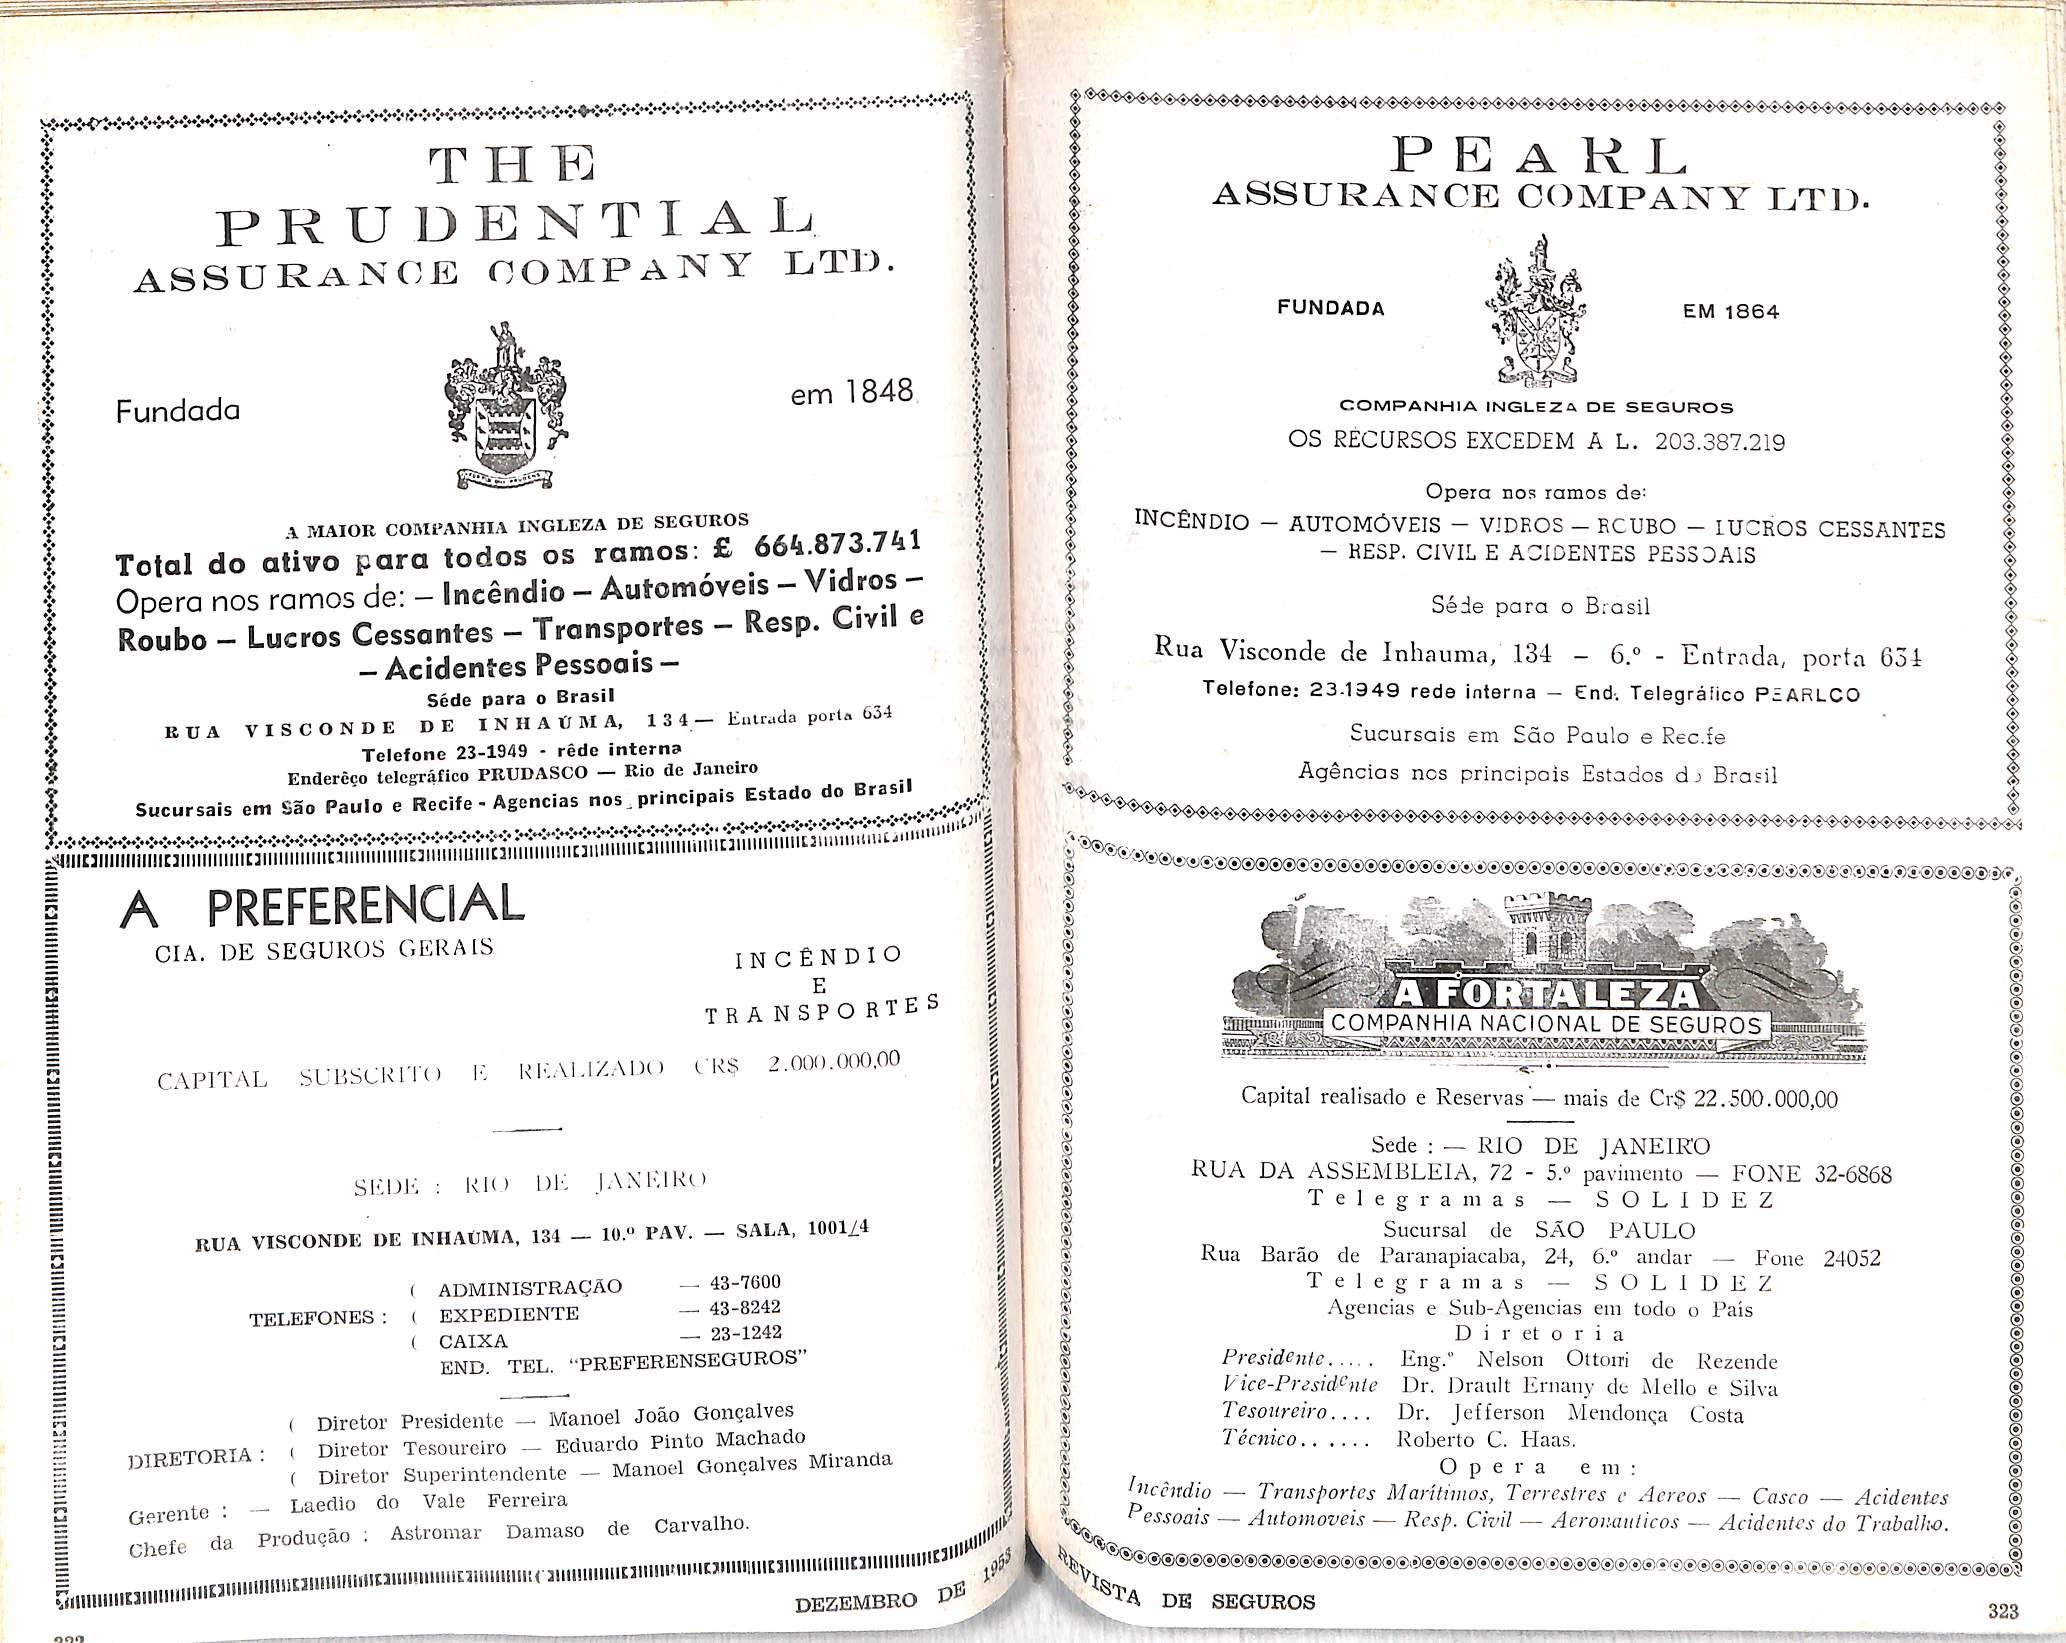 THE
PRUDENTIAL
ASSURANCE COMPANY LTD.
Fundada em 1848
A MAIOR COMPANHIA INGLEZA DE SEGUROS
Total do ativo para todos os ramos: £ 664.873.741
Opera nos ramos de: — Incêndio — Automóveis — Vidros —
Roubo — Lucros Cessantes — Transportes — Resp. Civil e
— Acidentes Pessoais —
Séde para o Brasil
RUA VISCONDE DE INHAÚMA, 134 — Entrada porta 634
Telefone 23-1949 - rêde interna
Enderêço telegráfico PRUDASCO — Rio de Janeiro
Sucursais em São Paulo e Recife - Agencias nos principais Estado do Brasil
A PREFERENCIAL
CIA. DE SEGUROS GERAIS
INCÊNDIO
E
TRANSPORTES
CAPITAL SUBSCRITO E REALIZADO CR$ 2.000.000,00
SEDE : RIO DE JANEIRO
RUA VISCONDE DE INHAÚMA, 134 — 10.º PAV. — SALA, 1001/4
( ADMINISTRAÇÃO — 43-7600
TELEFONES : ( EXPEDIENTE — 43-8242
( CAIXA — 23-1242
END. TEL. "PREFERENSEGUROS"
( Diretor Presidente — Manoel João Gonçalves
DIRETORIA : ( Diretor Tesoureiro — Eduardo Pinto Machado
( Diretor Superintendente — Manoel Gonçalves Miranda
Gerente : — Laedio do Vale Ferreira
Chefe da Produção : Astromar Damaso de Carvalho.
DEZEMBRO DE 1953
PEARL
ASSURANCE COMPANY LTD.
FUNDADA EM 1864
COMPANHIA INGLEZA DE SEGUROS
OS RECURSOS EXCEDEM A L. 203.387.219
Opera nos ramos de:
INCÊNDIO — AUTOMÓVEIS — VIDROS — ROUBO — LUCROS CESSANTES
— RESP. CIVIL E ACIDENTES PESSOAIS
Séde para o Brasil
Rua Visconde de Inhauma, 134 – 6.º - Entrada, porta 634
Telefone: 23-1949 rede interna — End. Telegráfico PEARLCO
Sucursais em São Paulo e Recife
Agências nos principais Estados do Brasil
A FORTALEZA
COMPANHIA NACIONAL DE SEGUROS
Capital realisado e Reservas — mais de Cr$ 22.500.000,00
Sede : — RIO DE JANEIRO
RUA DA ASSEMBLEIA, 72 - 5.º pavimento — FONE 32-6868
Telegramas — SOLIDEZ
Sucursal de SÃO PAULO
Rua Barão de Paranapiacaba, 24, 6.º andar — Fone 24052
Telegramas — SOLIDEZ
Agencias e Sub-Agencias em todo o País
Diretoria
Presidente..... Eng.º Nelson Ottoni de Rezende
Vice-Presidente Dr. Drault Ernany de Mello e Silva
Tesoureiro.... Dr. Jefferson Mendonça Costa
Técnico...... Roberto C. Haas.
Opera em:
Incêndio — Transportes Marítimos, Terrestres e Aereos — Casco — Acidentes
Pessoais — Automoveis — Resp. Civil — Aeronauticos — Acidentes do Trabalho.
REVISTA DE SEGUROS
323